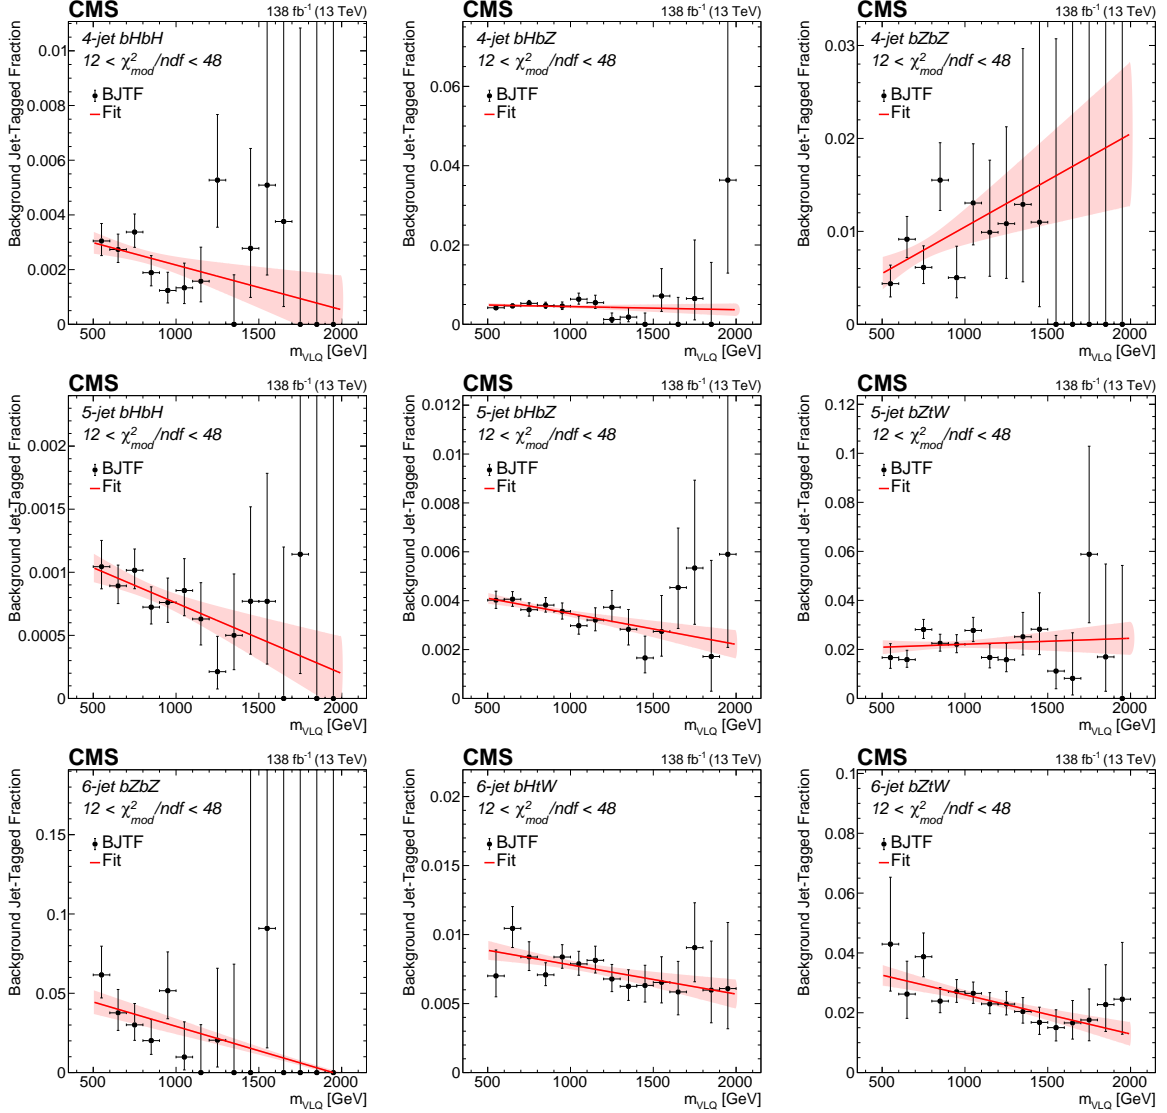 CMS 138 fb⁻¹ (13 TeV)
4-jet bHbH
12 < χ²mod/ndf < 48
BJTF
Fit
Background Jet-Tagged Fraction
0.01
0.008
0.006
0.004
0.002
0
500 1000 1500 2000
mVLQ [GeV]
CMS 138 fb⁻¹ (13 TeV)
4-jet bHbZ
12 < χ²mod/ndf < 48
BJTF
Fit
Background Jet-Tagged Fraction
0.06
0.04
0.02
0
500 1000 1500 2000
mVLQ [GeV]
CMS 138 fb⁻¹ (13 TeV)
4-jet bZbZ
12 < χ²mod/ndf < 48
BJTF
Fit
Background Jet-Tagged Fraction
0.03
0.02
0.01
0
500 1000 1500 2000
mVLQ [GeV]
CMS 138 fb⁻¹ (13 TeV)
5-jet bHbH
12 < χ²mod/ndf < 48
BJTF
Fit
Background Jet-Tagged Fraction
0.002
0.0015
0.001
0.0005
0
500 1000 1500 2000
mVLQ [GeV]
CMS 138 fb⁻¹ (13 TeV)
5-jet bHbZ
12 < χ²mod/ndf < 48
BJTF
Fit
Background Jet-Tagged Fraction
0.012
0.01
0.008
0.006
0.004
0.002
0
500 1000 1500 2000
mVLQ [GeV]
CMS 138 fb⁻¹ (13 TeV)
5-jet bZtW
12 < χ²mod/ndf < 48
BJTF
Fit
Background Jet-Tagged Fraction
0.12
0.1
0.08
0.06
0.04
0.02
0
500 1000 1500 2000
mVLQ [GeV]
CMS 138 fb⁻¹ (13 TeV)
6-jet bZbZ
12 < χ²mod/ndf < 48
BJTF
Fit
Background Jet-Tagged Fraction
0.15
0.1
0.05
0
500 1000 1500 2000
mVLQ [GeV]
CMS 138 fb⁻¹ (13 TeV)
6-jet bHtW
12 < χ²mod/ndf < 48
BJTF
Fit
Background Jet-Tagged Fraction
0.02
0.015
0.01
0.005
0
500 1000 1500 2000
mVLQ [GeV]
CMS 138 fb⁻¹ (13 TeV)
6-jet bZtW
12 < χ²mod/ndf < 48
BJTF
Fit
Background Jet-Tagged Fraction
0.1
0.08
0.06
0.04
0.02
0
500 1000 1500 2000
mVLQ [GeV]